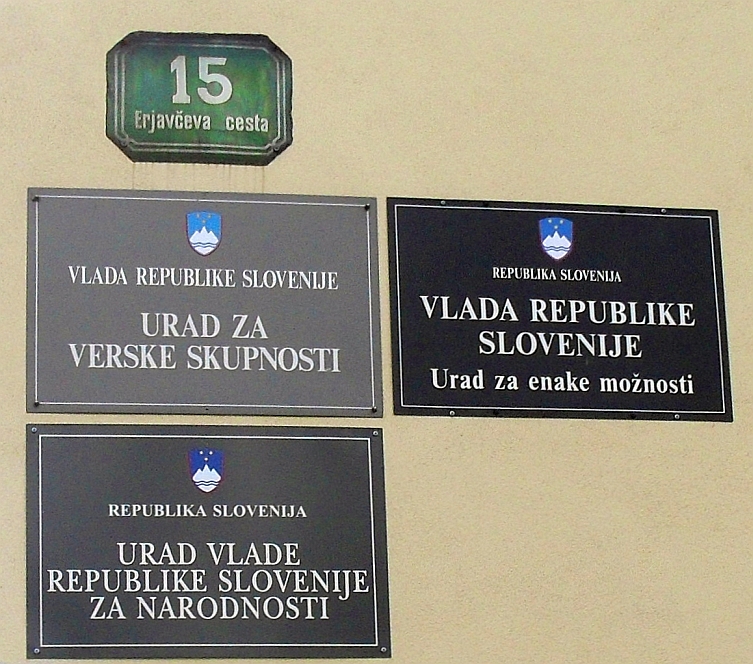 15
Erjavčeva cesta
VLADA REPUBLIKE SLOVENIJE
URAD ZA
VERSKE SKUPNOSTI
REPUBLIKA SLOVENIJA
VLADA REPUBLIKE
SLOVENIJE
Urad za enake možnosti
REPUBLIKA SLOVENIJA
URAD VLADE
REPUBLIKE SLOVENIJE
ZA NARODNOSTI